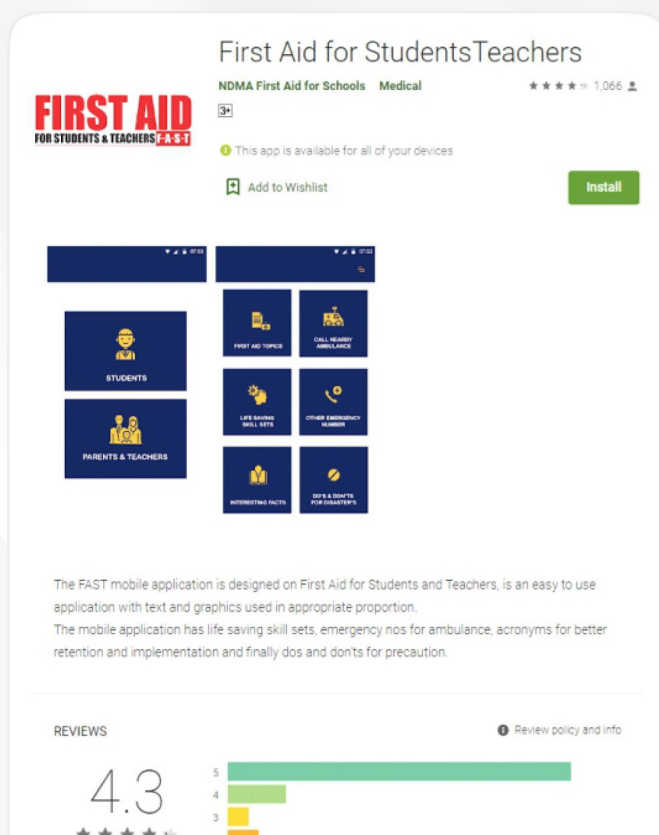 First Aid for StudentsTeachers
NDMA First Aid for Schools Medical
1,066
FIRST AID
FOR STUDENTS & TEACHERS F-A-S-T
3+
This app is available for all of your devices
Add to Wishlist
Install
07:53
07:53
STUDENTS
PARENTS & TEACHERS
FIRST AID TOPICS
CALL NEARBY
AMBULANCE
LIFE SAVING
SKILL SETS
OTHER EMERGENCY
NUMBER
INTERESTING FACTS
DO'S & DON'TS
FOR DISASTER'S
The FAST mobile application is designed on First Aid for Students and Teachers, is an easy to use
application with text and graphics used in appropriate proportion.
The mobile application has life saving skill sets, emergency nos for ambulance, acronyms for better
retention and implementation and finally dos and don'ts for precaution.
REVIEWS
Review policy and info
4.3
5
4
3